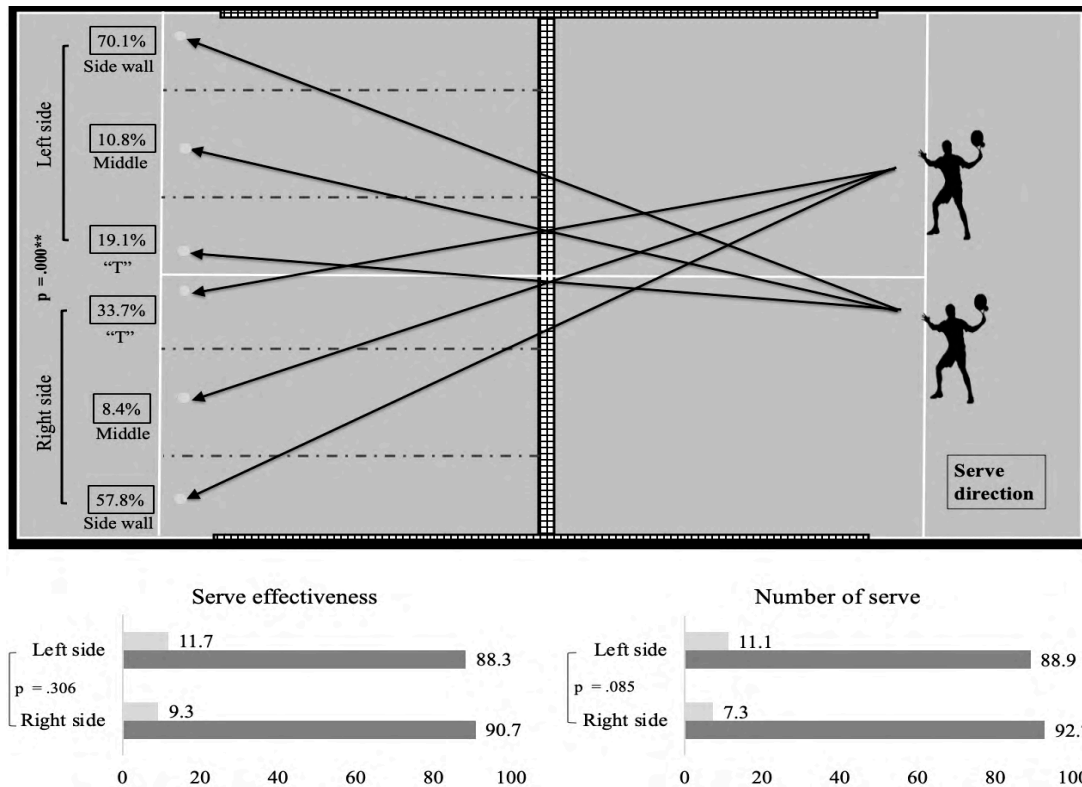 70.1%
Side wall
Left side
10.8%
Middle
19.1%
“T”
p = .000**
33.7%
“T”
Right side
8.4%
Middle
57.8%
Side wall
Serve
direction
Serve effectiveness
Left side
11.7
88.3
p = .306
Right side
9.3
90.7
0 20 40 60 80 100
Number of serve
Left side
11.1
88.9
p = .085
Right side
7.3
0 20 40 60 80